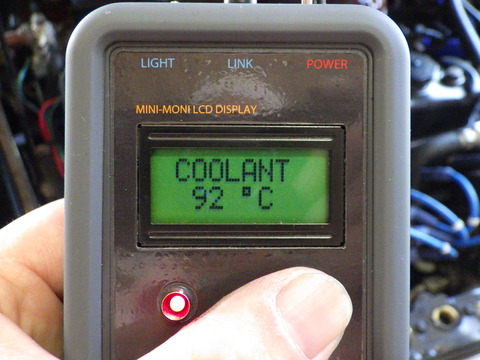 LIGHT LINK POWER
MINI-MONI LCD DISPLAY
COOLANT
92 °C